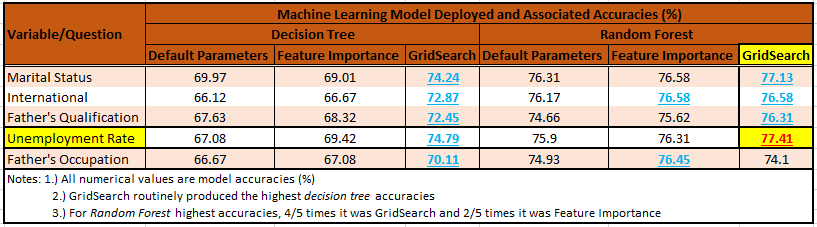 Machine Learning Model Deployed and Associated Accuracies (%)
Variable/Question Decision Tree Random Forest
Default Parameters Feature Importance GridSearch Default Parameters Feature Importance GridSearch
Marital Status 69.97 69.01 74.24 76.31 76.58 77.13
International 66.12 66.67 72.87 76.17 76.58 76.58
Father's Qualification 67.63 68.32 72.45 74.66 75.62 76.31
Unemployment Rate 67.08 69.42 74.79 75.9 76.31 77.41
Father's Occupation 66.67 67.08 70.11 74.93 76.45 74.1
Notes: 1.) All numerical values are model accuracies (%)
2.) GridSearch routinely produced the highest decision tree accuracies
3.) For Random Forest highest accuracies, 4/5 times it was GridSearch and 2/5 times it was Feature Importance